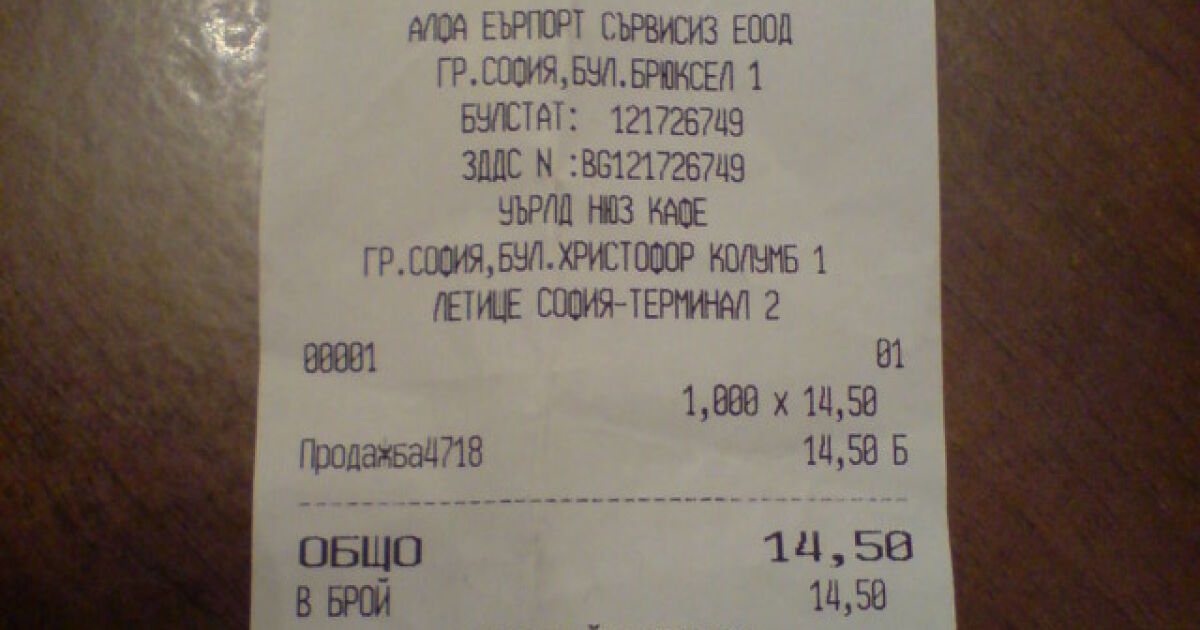 АЛФА ЕЪРПОРТ СЪРВИСИЗ ЕООД
ГР.СОФИЯ,БУЛ.БРЮКСЕЛ 1
БУЛСТАТ: 121726749
ЗДДС N :BG121726749
УЪРЛД НЮЗ КАФЕ
ГР.СОФИЯ,БУЛ.ХРИСТОФОР КОЛУМБ 1
ЛЕТИЦЕ СОФИЯ-ТЕРМИНАЛ 2
00001 01
1,000 x 14,50
Продажба4718 14,50 Б
ОБЩО 14,50
В БРОЙ 14,50